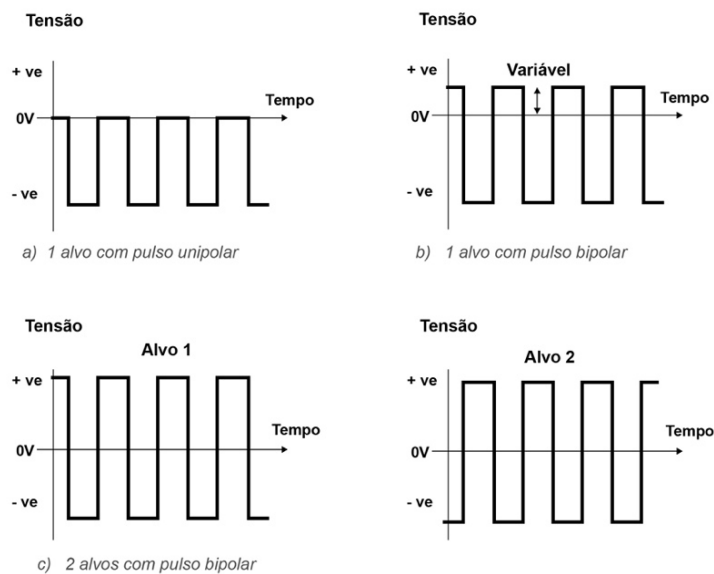 Tensão
+ ve
Tempo
0V
- ve
a) 1 alvo com pulso unipolar
Tensão
+ ve
Variável
Tempo
0V
- ve
b) 1 alvo com pulso bipolar
Tensão
Alvo 1
+ ve
Tempo
0V
- ve
c) 2 alvos com pulso bipolar
Tensão
Alvo 2
+ ve
Tempo
0V
- ve